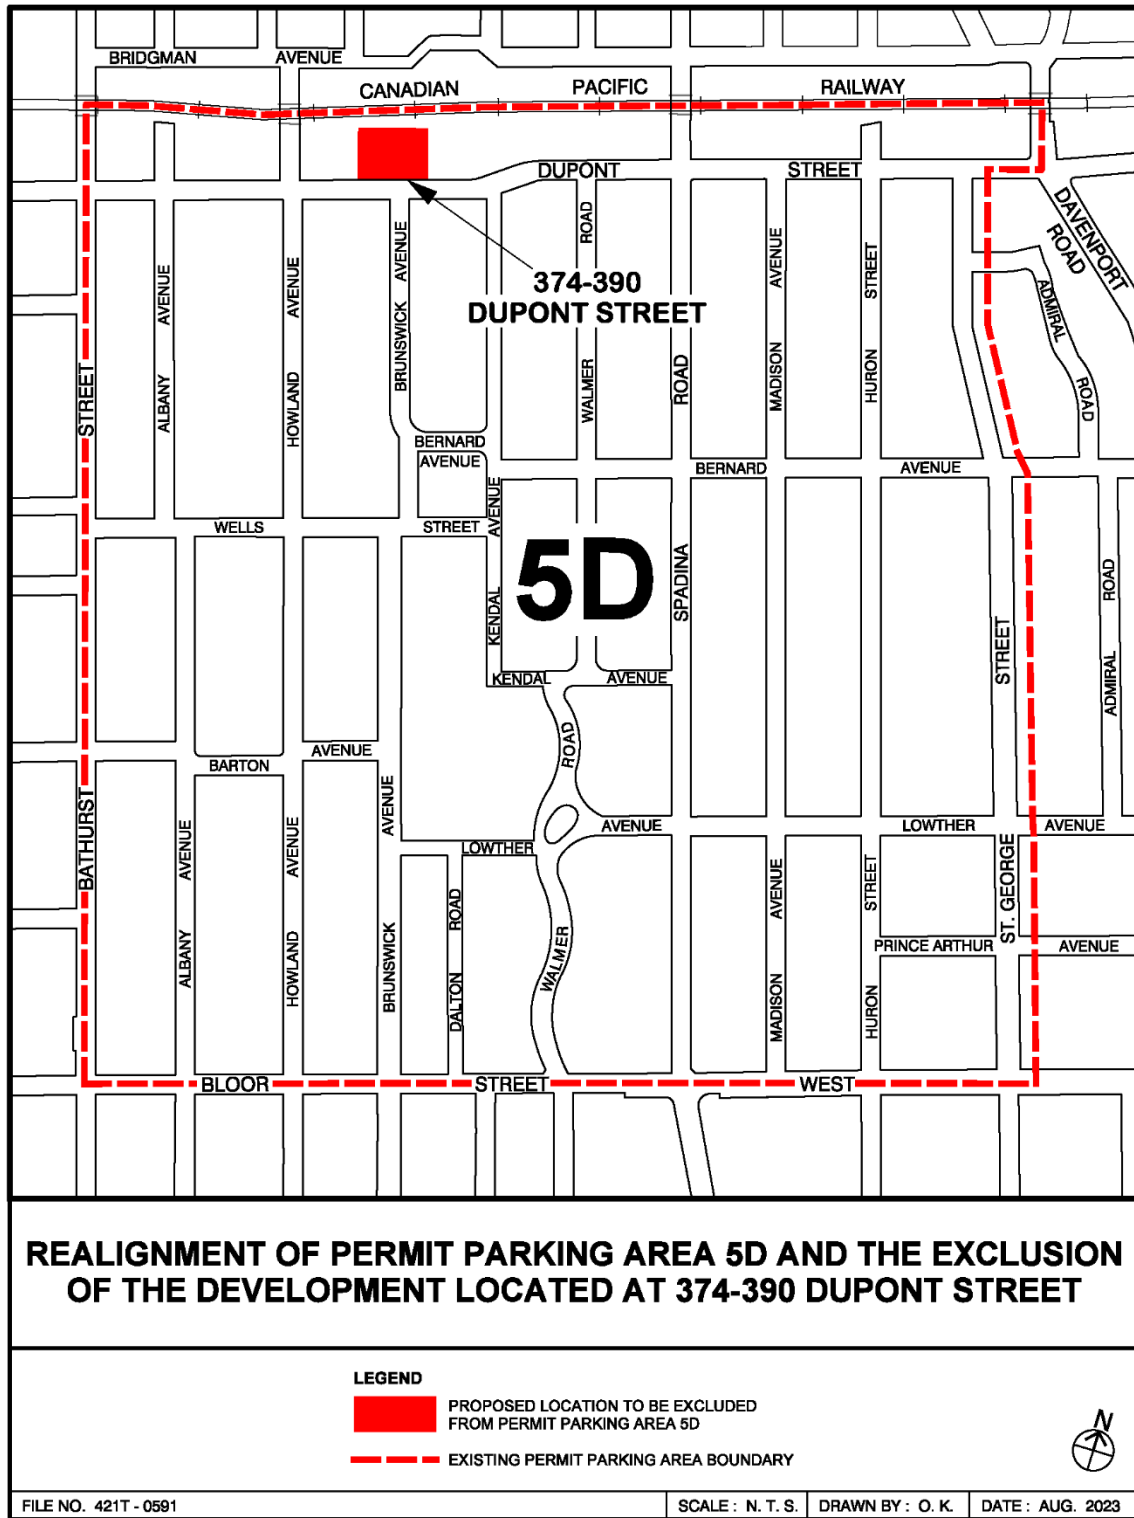 BRIDGMAN AVENUE
CANADIAN PACIFIC RAILWAY
DUPONT STREET
DAVENPORT
ROAD
374-390
DUPONT STREET
ALBANY AVENUE
HOWLAND AVENUE
BRUNSWICK AVENUE
WALMER ROAD
ROAD
MADISON AVENUE
HURON STREET
ADMIRAL
ROAD
STREET
BERNARD
AVENUE
BERNARD AVENUE
WELLS STREET
KENDAL AVENUE
5D
SPADINA
STREET
ADMIRAL ROAD
KENDAL AVENUE
ROAD
BARTON AVENUE
BATHURST
ALBANY AVENUE
HOWLAND AVENUE
BRUNSWICK AVENUE
LOWTHER AVENUE
LOWTHER AVENUE
DALTON ROAD
WALMER
MADISON AVENUE
HURON STREET
ST. GEORGE
PRINCE ARTHUR AVENUE
BLOOR STREET WEST
REALIGNMENT OF PERMIT PARKING AREA 5D AND THE EXCLUSION
OF THE DEVELOPMENT LOCATED AT 374-390 DUPONT STREET
LEGEND
PROPOSED LOCATION TO BE EXCLUDED
FROM PERMIT PARKING AREA 5D
EXISTING PERMIT PARKING AREA BOUNDARY
N
FILE NO. 421T - 0591
SCALE : N. T. S.
DRAWN BY : O. K.
DATE : AUG. 2023